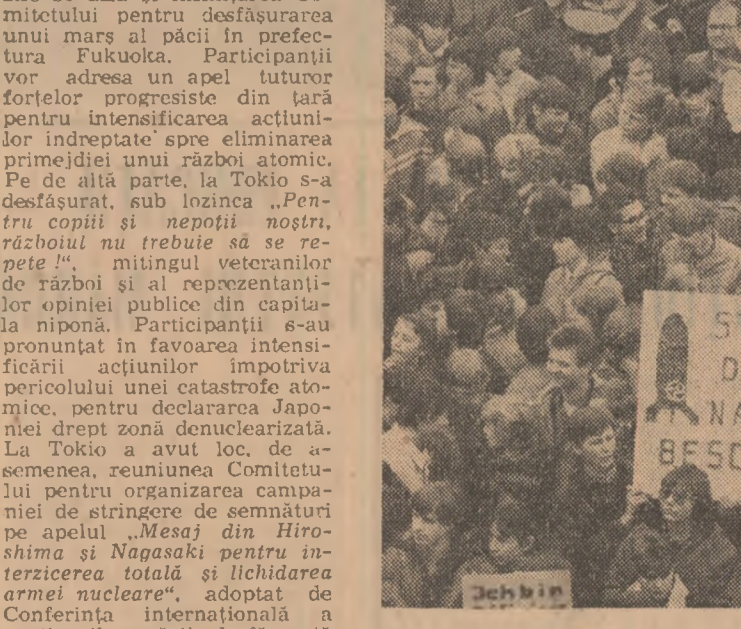 mitetului pentru desfășurarea
unui marș al păcii în prefec-
tura Fukuoka. Participanții
vor adresa un apel tuturor
forțelor progresiste din țară
pentru intensificarea acțiuni-
lor îndreptate spre eliminarea
primejdiei unui război atomic.
Pe de altă parte, la Tokio s-a
desfășurat, sub lozinca „Pen-
tru copiii și nepoții noștri,
războiul nu trebuie să se re-
pete !“, mitingul veteranilor
de război și al reprezentanți-
lor opiniei publice din capita-
la niponă. Participanții s-au
pronunțat în favoarea intensi-
ficării acțiunilor împotriva
pericolului unei catastrofe ato-
mice, pentru declararea Japo-
niei drept zonă denuclearizată.
La Tokio a avut loc, de a-
semenea, reuniunea Comitetu-
lui pentru organizarea campa-
niei de strîngere de semnături
pe apelul „Mesaj din Hiro-
shima și Nagasaki pentru in-
terzicerea totală și lichidarea
armei nucleare“, adoptat de
Conferința internațională a
ST
D
NA
BESC
Ich bin